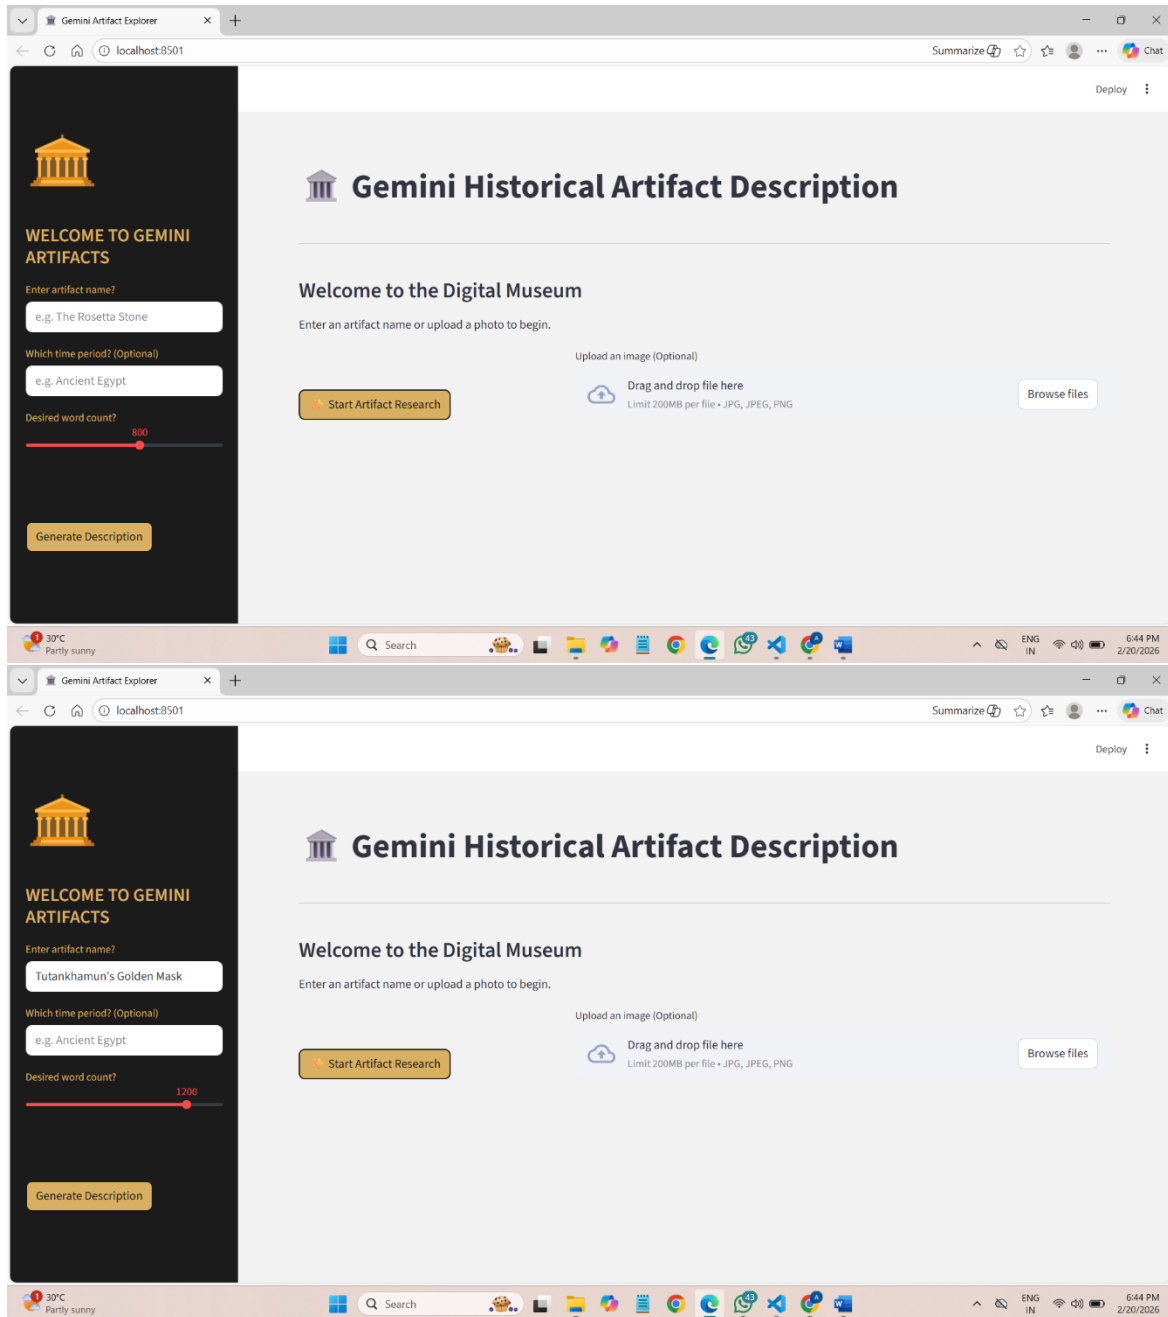 Gemini Artifact Explorer
localhost:8501
Summarize
Chat
Deploy
Gemini Historical Artifact Description
WELCOME TO GEMINI
ARTIFACTS
Enter artifact name?
e.g. The Rosetta Stone
Which time period? (Optional)
e.g. Ancient Egypt
Desired word count?
800
Generate Description
Welcome to the Digital Museum
Enter an artifact name or upload a photo to begin.
Upload an image (Optional)
Start Artifact Research
Drag and drop file here
Limit 200MB per file • JPG, JPEG, PNG
Browse files
1
30°C
Partly sunny
Search
43
A
W
ENG
IN
6:44 PM
2/20/2026
Gemini Artifact Explorer
localhost:8501
Summarize
Chat
Deploy
Gemini Historical Artifact Description
WELCOME TO GEMINI
ARTIFACTS
Enter artifact name?
Tutankhamun's Golden Mask
Which time period? (Optional)
e.g. Ancient Egypt
Desired word count?
1200
Generate Description
Welcome to the Digital Museum
Enter an artifact name or upload a photo to begin.
Upload an image (Optional)
Start Artifact Research
Drag and drop file here
Limit 200MB per file • JPG, JPEG, PNG
Browse files
1
30°C
Partly sunny
Search
43
A
W
ENG
IN
6:44 PM
2/20/2026